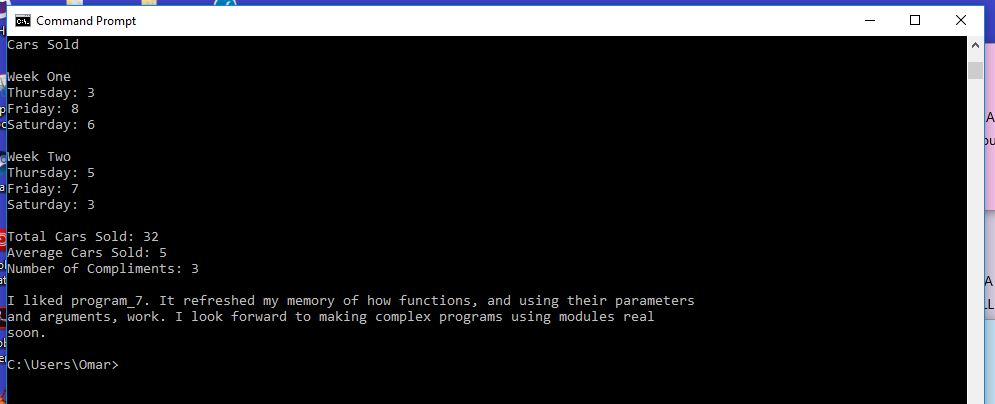 Command Prompt
Cars Sold
Week One
Thursday: 3
Friday: 8
Saturday: 6
Week Two
Thursday: 5
Friday: 7
Saturday: 3
Total Cars Sold: 32
Average Cars Sold: 5
Number of Compliments: 3
I liked program_7. It refreshed my memory of how functions, and using their parameters
and arguments, work. I look forward to making complex programs using modules real
soon.
C:\Users\Omar>